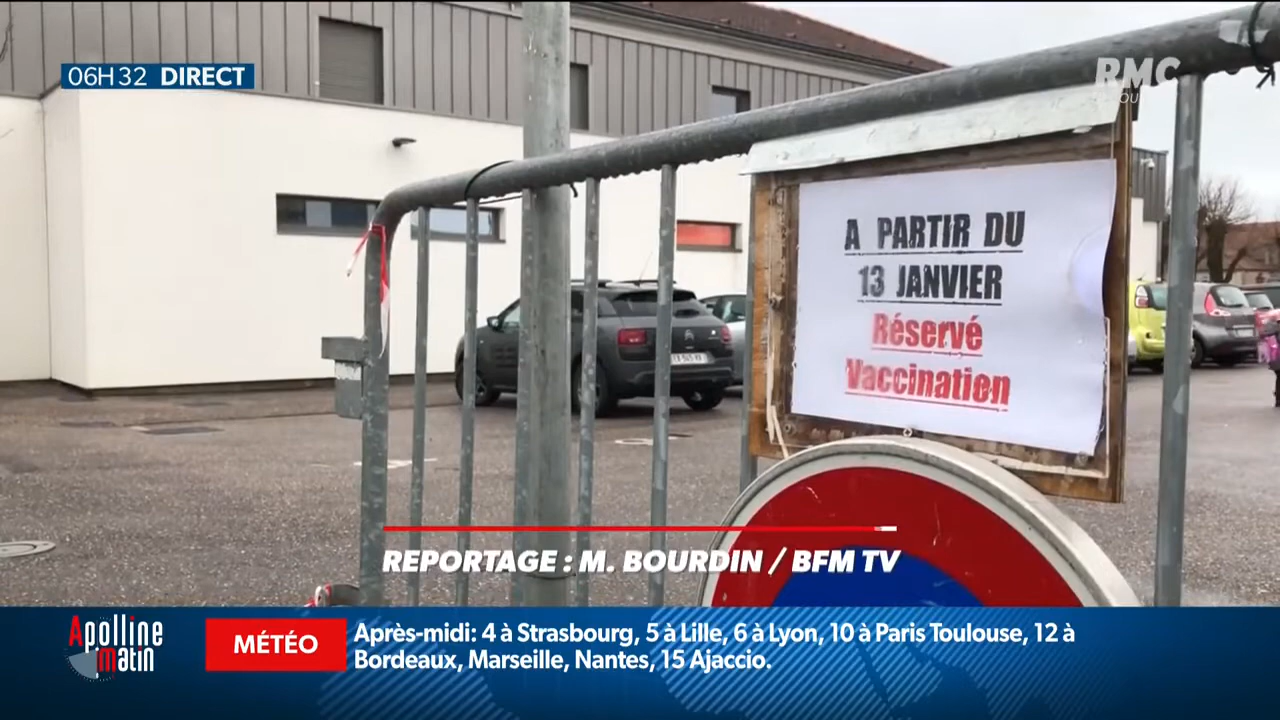 06H32 DIRECT
RMC
A PARTIR DU
13 JANVIER
Réservé
Vaccination
REPORTAGE : M. BOURDIN / BFM TV
Apolline
Matin
MÉTÉO
Après-midi: 4 à Strasbourg, 5 à Lille, 6 à Lyon, 10 à Paris Toulouse, 12 à
Bordeaux, Marseille, Nantes, 15 Ajaccio.